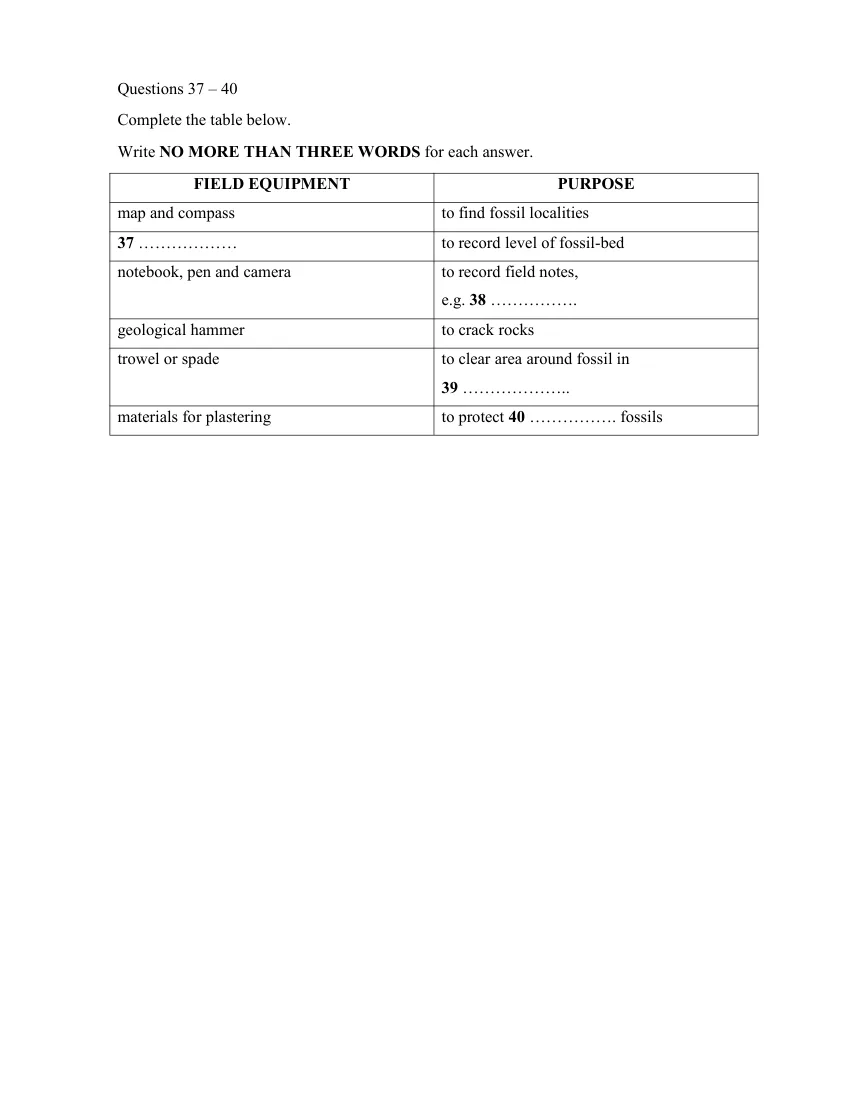 Questions 37 – 40
Complete the table below.
Write NO MORE THAN THREE WORDS for each answer.
FIELD EQUIPMENT PURPOSE
map and compass to find fossil localities
37 ……………… to record level of fossil-bed
notebook, pen and camera to record field notes,
e.g. 38 …………….
geological hammer to crack rocks
trowel or spade to clear area around fossil in
39 ………………..
materials for plastering to protect 40 ……………. fossils